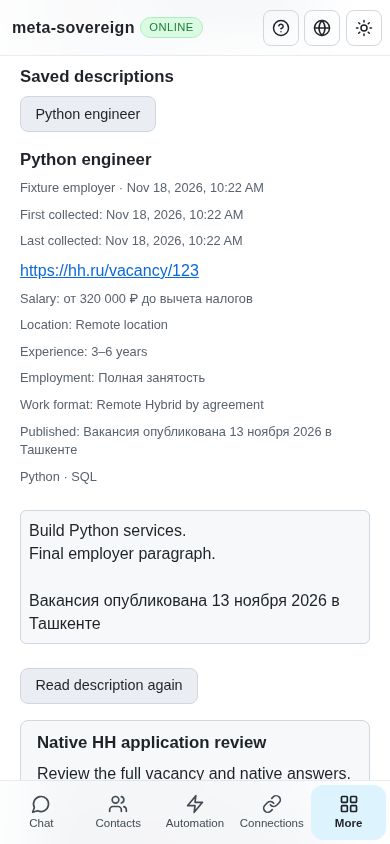 meta-sovereign ONLINE
Saved descriptions
Python engineer
Python engineer
Fixture employer · Nov 18, 2026, 10:22 AM
First collected: Nov 18, 2026, 10:22 AM
Last collected: Nov 18, 2026, 10:22 AM
https://hh.ru/vacancy/123
Salary: от 320 000 ₽ до вычета налогов
Location: Remote location
Experience: 3–6 years
Employment: Полная занятость
Work format: Remote Hybrid by agreement
Published: Вакансия опубликована 13 ноября 2026 в
Ташкенте
Python · SQL
Build Python services.
Final employer paragraph.
Вакансия опубликована 13 ноября 2026 в
Ташкенте
Read description again
Native HH application review
Review the full vacancy and native answers.
Chat Contacts Automation Connections More